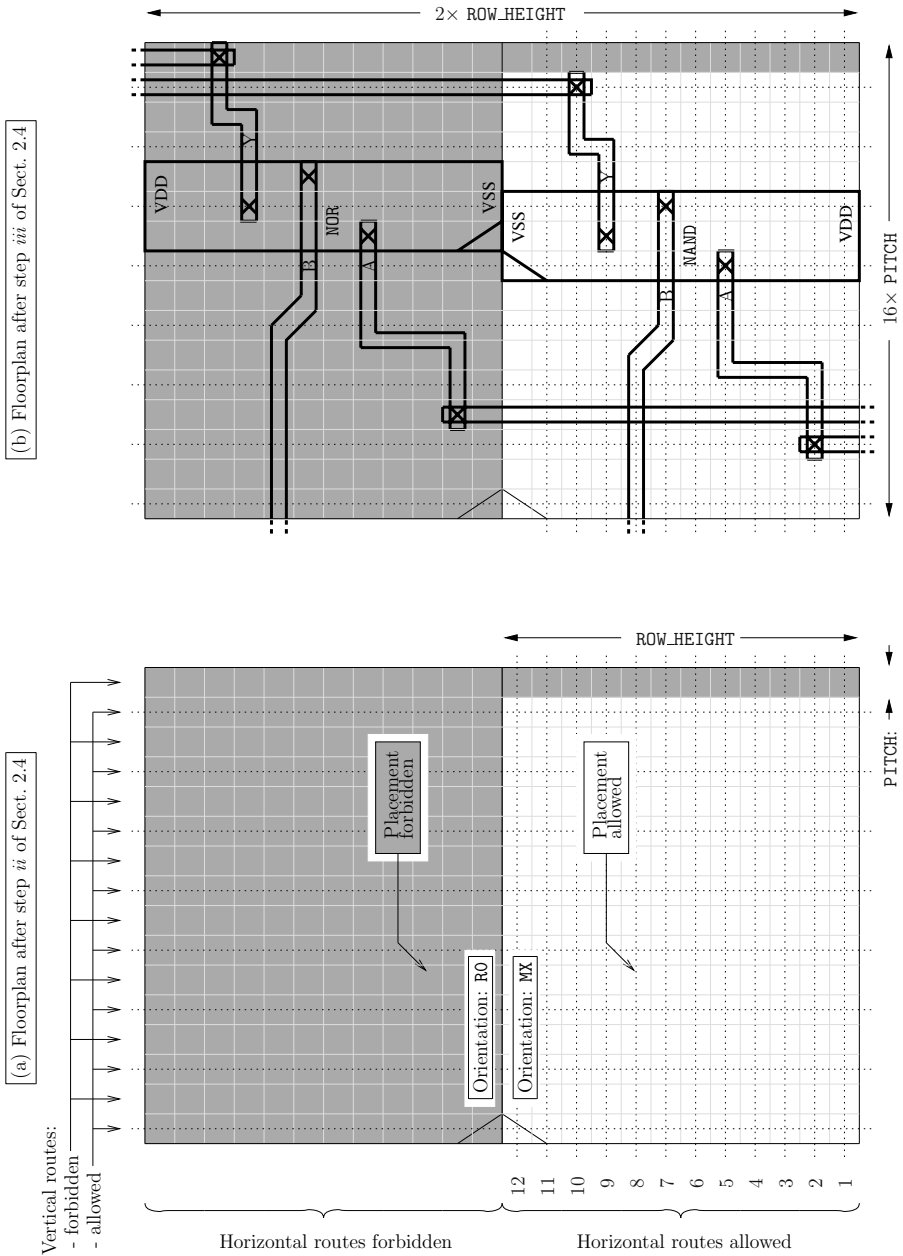 (a) Floorplan after step ii of Sect. 2.4
Vertical routes:
- forbidden
- allowed
Placement
forbidden
Placement
allowed
Orientation: R0
Orientation: MX
ROW_HEIGHT
PITCH:
12
11
10
9
8
7
6
5
4
3
2
1
Horizontal routes forbidden
Horizontal routes allowed
(b) Floorplan after step iii of Sect. 2.4
2× ROW_HEIGHT
16× PITCH
VDD
VSS
NOR
Y
B
A
VSS
VDD
NAND
Y
B
A